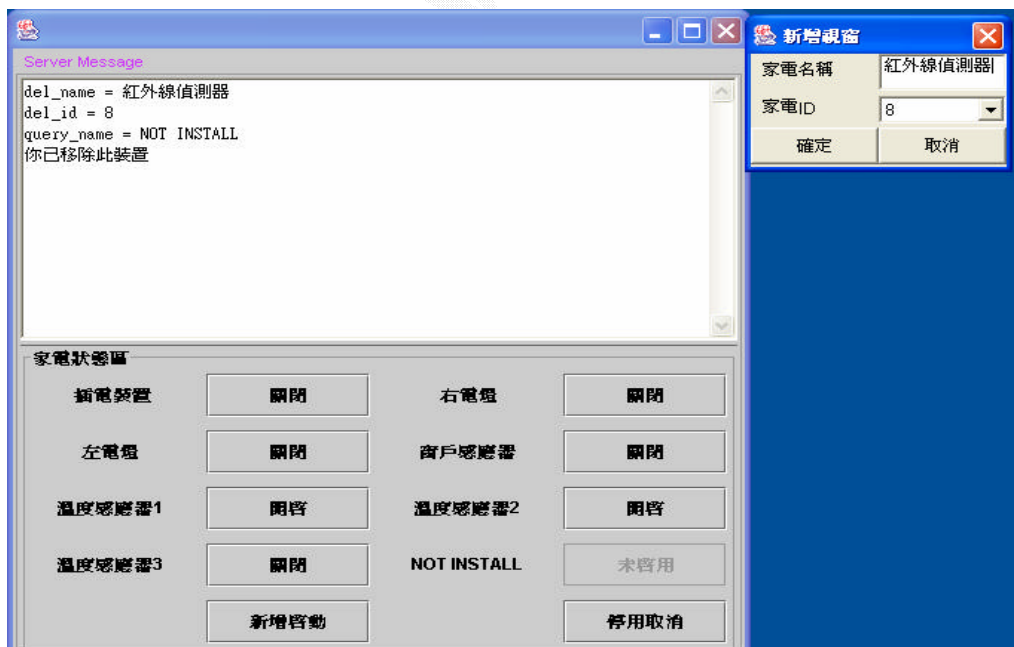 Server Message
del_name = 紅外線偵測器
del_id = 8
query_name = NOT INSTALL
你已移除此裝置
家電狀態區
插電裝置 關閉 右電燈 關閉
左電燈 關閉 窗戶感應器 關閉
溫度感應器1 開啓 溫度感應器2 開啓
溫度感應器3 關閉 NOT INSTALL 未啓用
新增啓動 停用取消
新增視窗
家電名稱 紅外線偵測器
家電ID 8
確定 取消